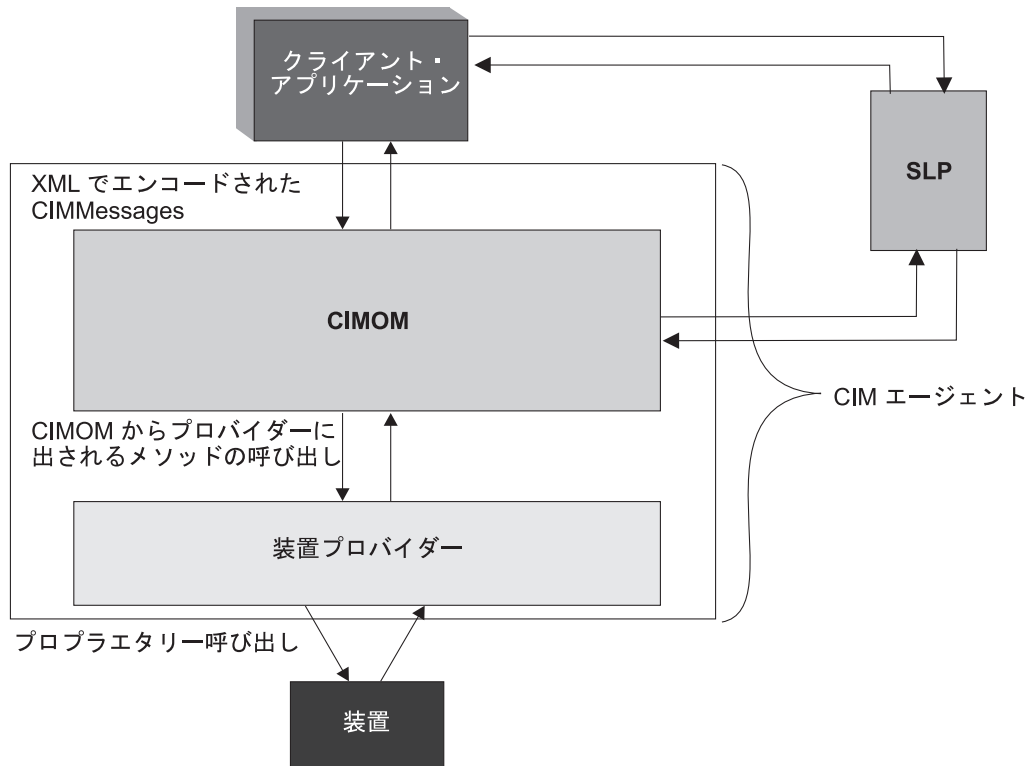 クライアント・
アプリケーション
SLP
XML でエンコードされた
CIMMessages
CIMOM
CIM エージェント
CIMOM からプロバイダーに
出されるメソッドの呼び出し
装置プロバイダー
プロプラエタリー呼び出し
装置